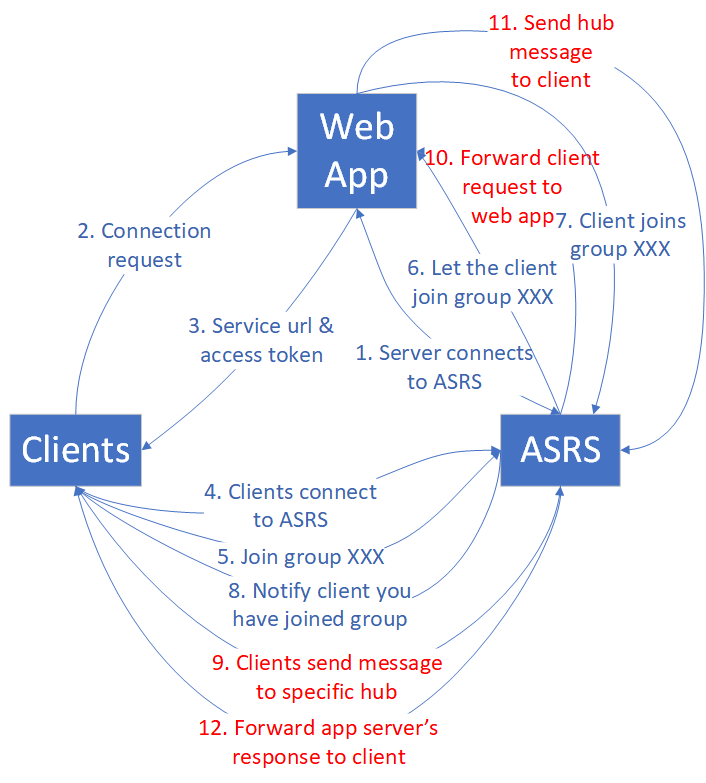 11. Send hub
message
to client
Web
App
10. Forward client
request to
web app
2. Connection
request
7. Client joins
group XXX
6. Let the client
join group XXX
3. Service url &
access token
1. Server connects
to ASRS
Clients
ASRS
4. Clients connect
to ASRS
5. Join group XXX
8. Notify client you
have joined group
9. Clients send message
to specific hub
12. Forward app server’s
response to client